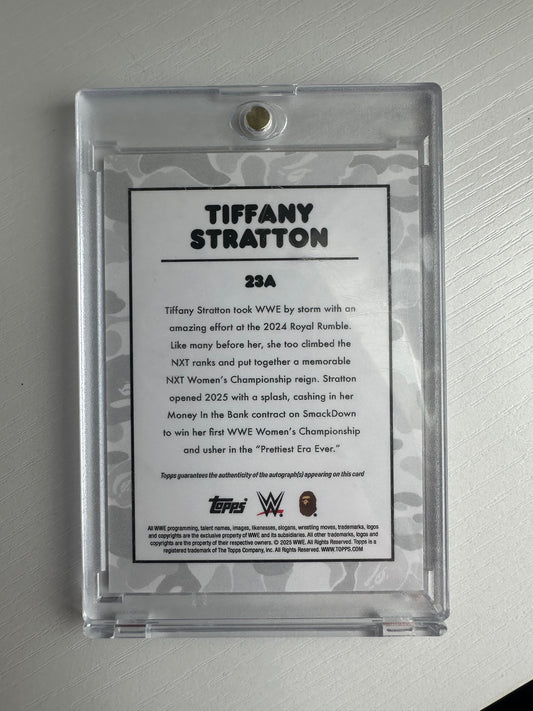 TIFFANY
STRATTON
23A
Tiffany Stratton took WWE by storm with an
amazing effort at the 2024 Royal Rumble.
Like many before her, she too climbed the
NXT ranks and put together a memorable
NXT Women's Championship reign. Stratton
opened 2025 with a splash, cashing in her
Money In the Bank contract on SmackDown
to win her first WWE Women's Championship
and usher in the "Prettiest Era Ever."
Topps guarantees the authenticity of the autograph(s) appearing on this card
Topps W
All WWE programming, talent names, images, likenesses, slogans, wrestling moves, trademarks, logos
and copyrights are the exclusive property of WWE and its subsidiaries. All other trademarks, logos and
copyrights are the property of their respective owners. © 2025 WWE. All Rights Reserved. Topps is a
registered trademark of The Topps Company, Inc. All Rights Reserved. WWW.TOPPS.COM